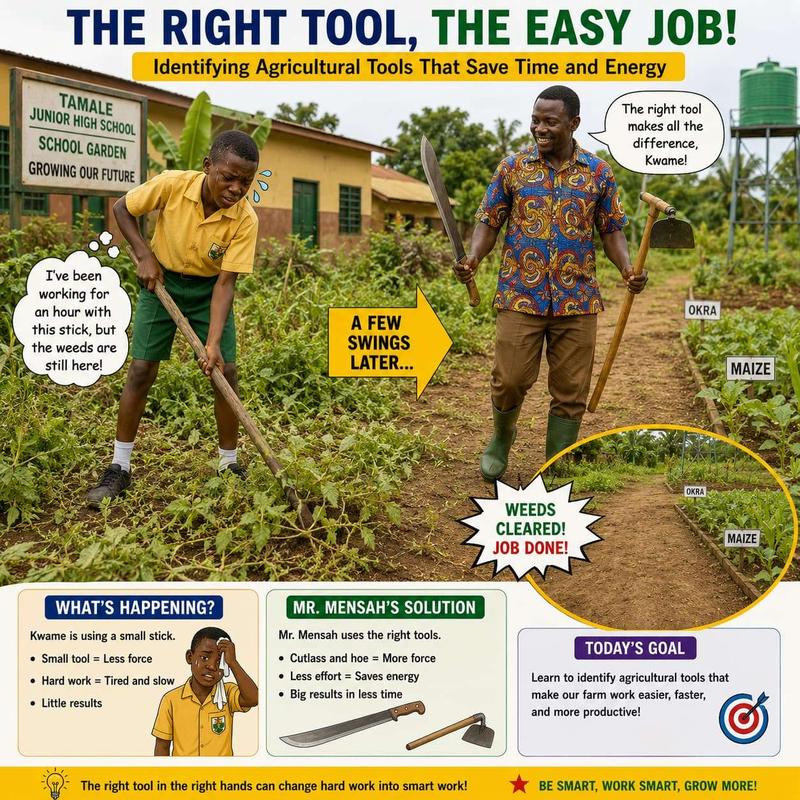 THE RIGHT TOOL, THE EASY JOB!
Identifying Agricultural Tools That Save Time and Energy
TAMALE
JUNIOR HIGH SCHOOL
SCHOOL GARDEN
GROWING OUR FUTURE
The right tool
makes all the
difference,
Kwame!
I've been
working for
an hour with
this stick, but
the weeds are
still here!
A FEW
SWINGS
LATER...
OKRA
MAIZE
WEEDS
CLEARED!
JOB DONE!
OKRA
MAIZE
WHAT'S HAPPENING?
Kwame is using a small stick.
• Small tool = Less force
• Hard work = Tired and slow
• Little results
MR. MENSAH'S SOLUTION
Mr. Mensah uses the right tools.
• Cutlass and hoe = More force
• Less effort = Saves energy
• Big results in less time
TODAY'S GOAL
Learn to identify agricultural tools that
make our farm work easier, faster,
and more productive!
The right tool in the right hands can change hard work into smart work!
BE SMART, WORK SMART, GROW MORE!